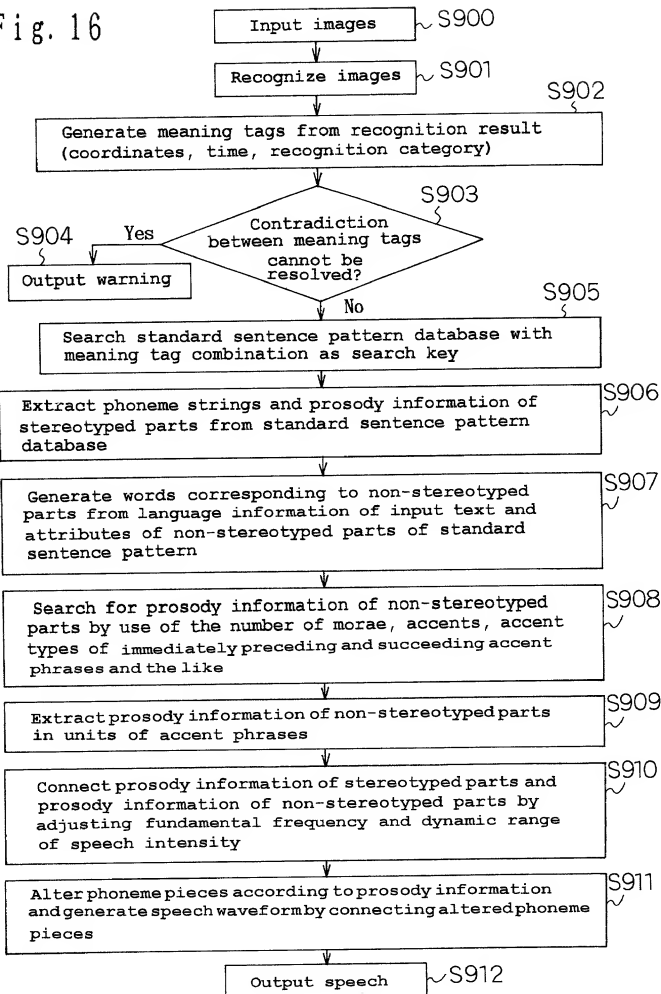 Fig. 16
Input images
S900
Recognize images
S901
S902
Generate meaning tags from recognition result
(coordinates, time, recognition category)
S903
Contradiction
between meaning tags
cannot be
resolved?
Yes
S904
Output warning
No
S905
Search standard sentence pattern database with
meaning tag combination as search key
S906
Extract phoneme strings and prosody information of
stereotyped parts from standard sentence pattern
database
S907
Generate words corresponding to non-stereotyped
parts from language information of input text and
attributes of non-stereotyped parts of standard
sentence pattern
S908
Search for prosody information of non-stereotyped
parts by use of the number of morae, accents, accent
types of immediately preceding and succeeding accent
phrases and the like
S909
Extract prosody information of non-stereotyped parts
in units of accent phrases
S910
Connect prosody information of stereotyped parts and
prosody information of non-stereotyped parts by
adjusting fundamental frequency and dynamic range
of speech intensity
S911
Alter phoneme pieces according to prosody information
and generate speech waveform by connecting altered phoneme
pieces
Output speech
S912